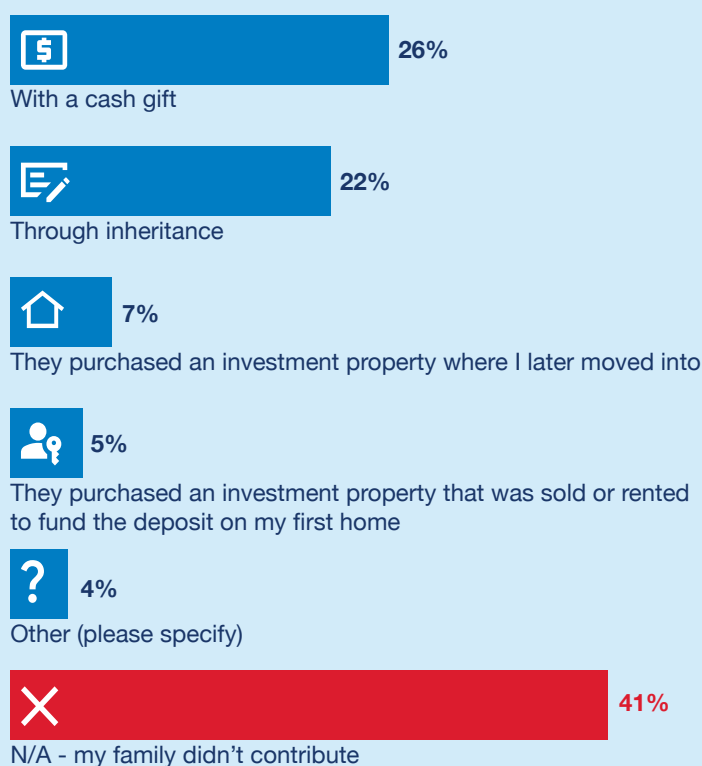 26%
With a cash gift
22%
Through inheritance
7%
They purchased an investment property where I later moved into
5%
They purchased an investment property that was sold or rented
to fund the deposit on my first home
?
4%
Other (please specify)
41%
N/A - my family didn’t contribute